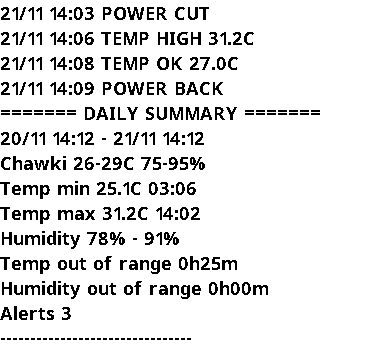 21/11 14:03 POWER CUT
21/11 14:06 TEMP HIGH 31.2C
21/11 14:08 TEMP OK 27.0C
21/11 14:09 POWER BACK
======= DAILY SUMMARY =======
20/11 14:12 - 21/11 14:12
Chawki 26-29C 75-95%
Temp min 25.1C 03:06
Temp max 31.2C 14:02
Humidity 78% - 91%
Temp out of range 0h25m
Humidity out of range 0h00m
Alerts 3
--------------------------------